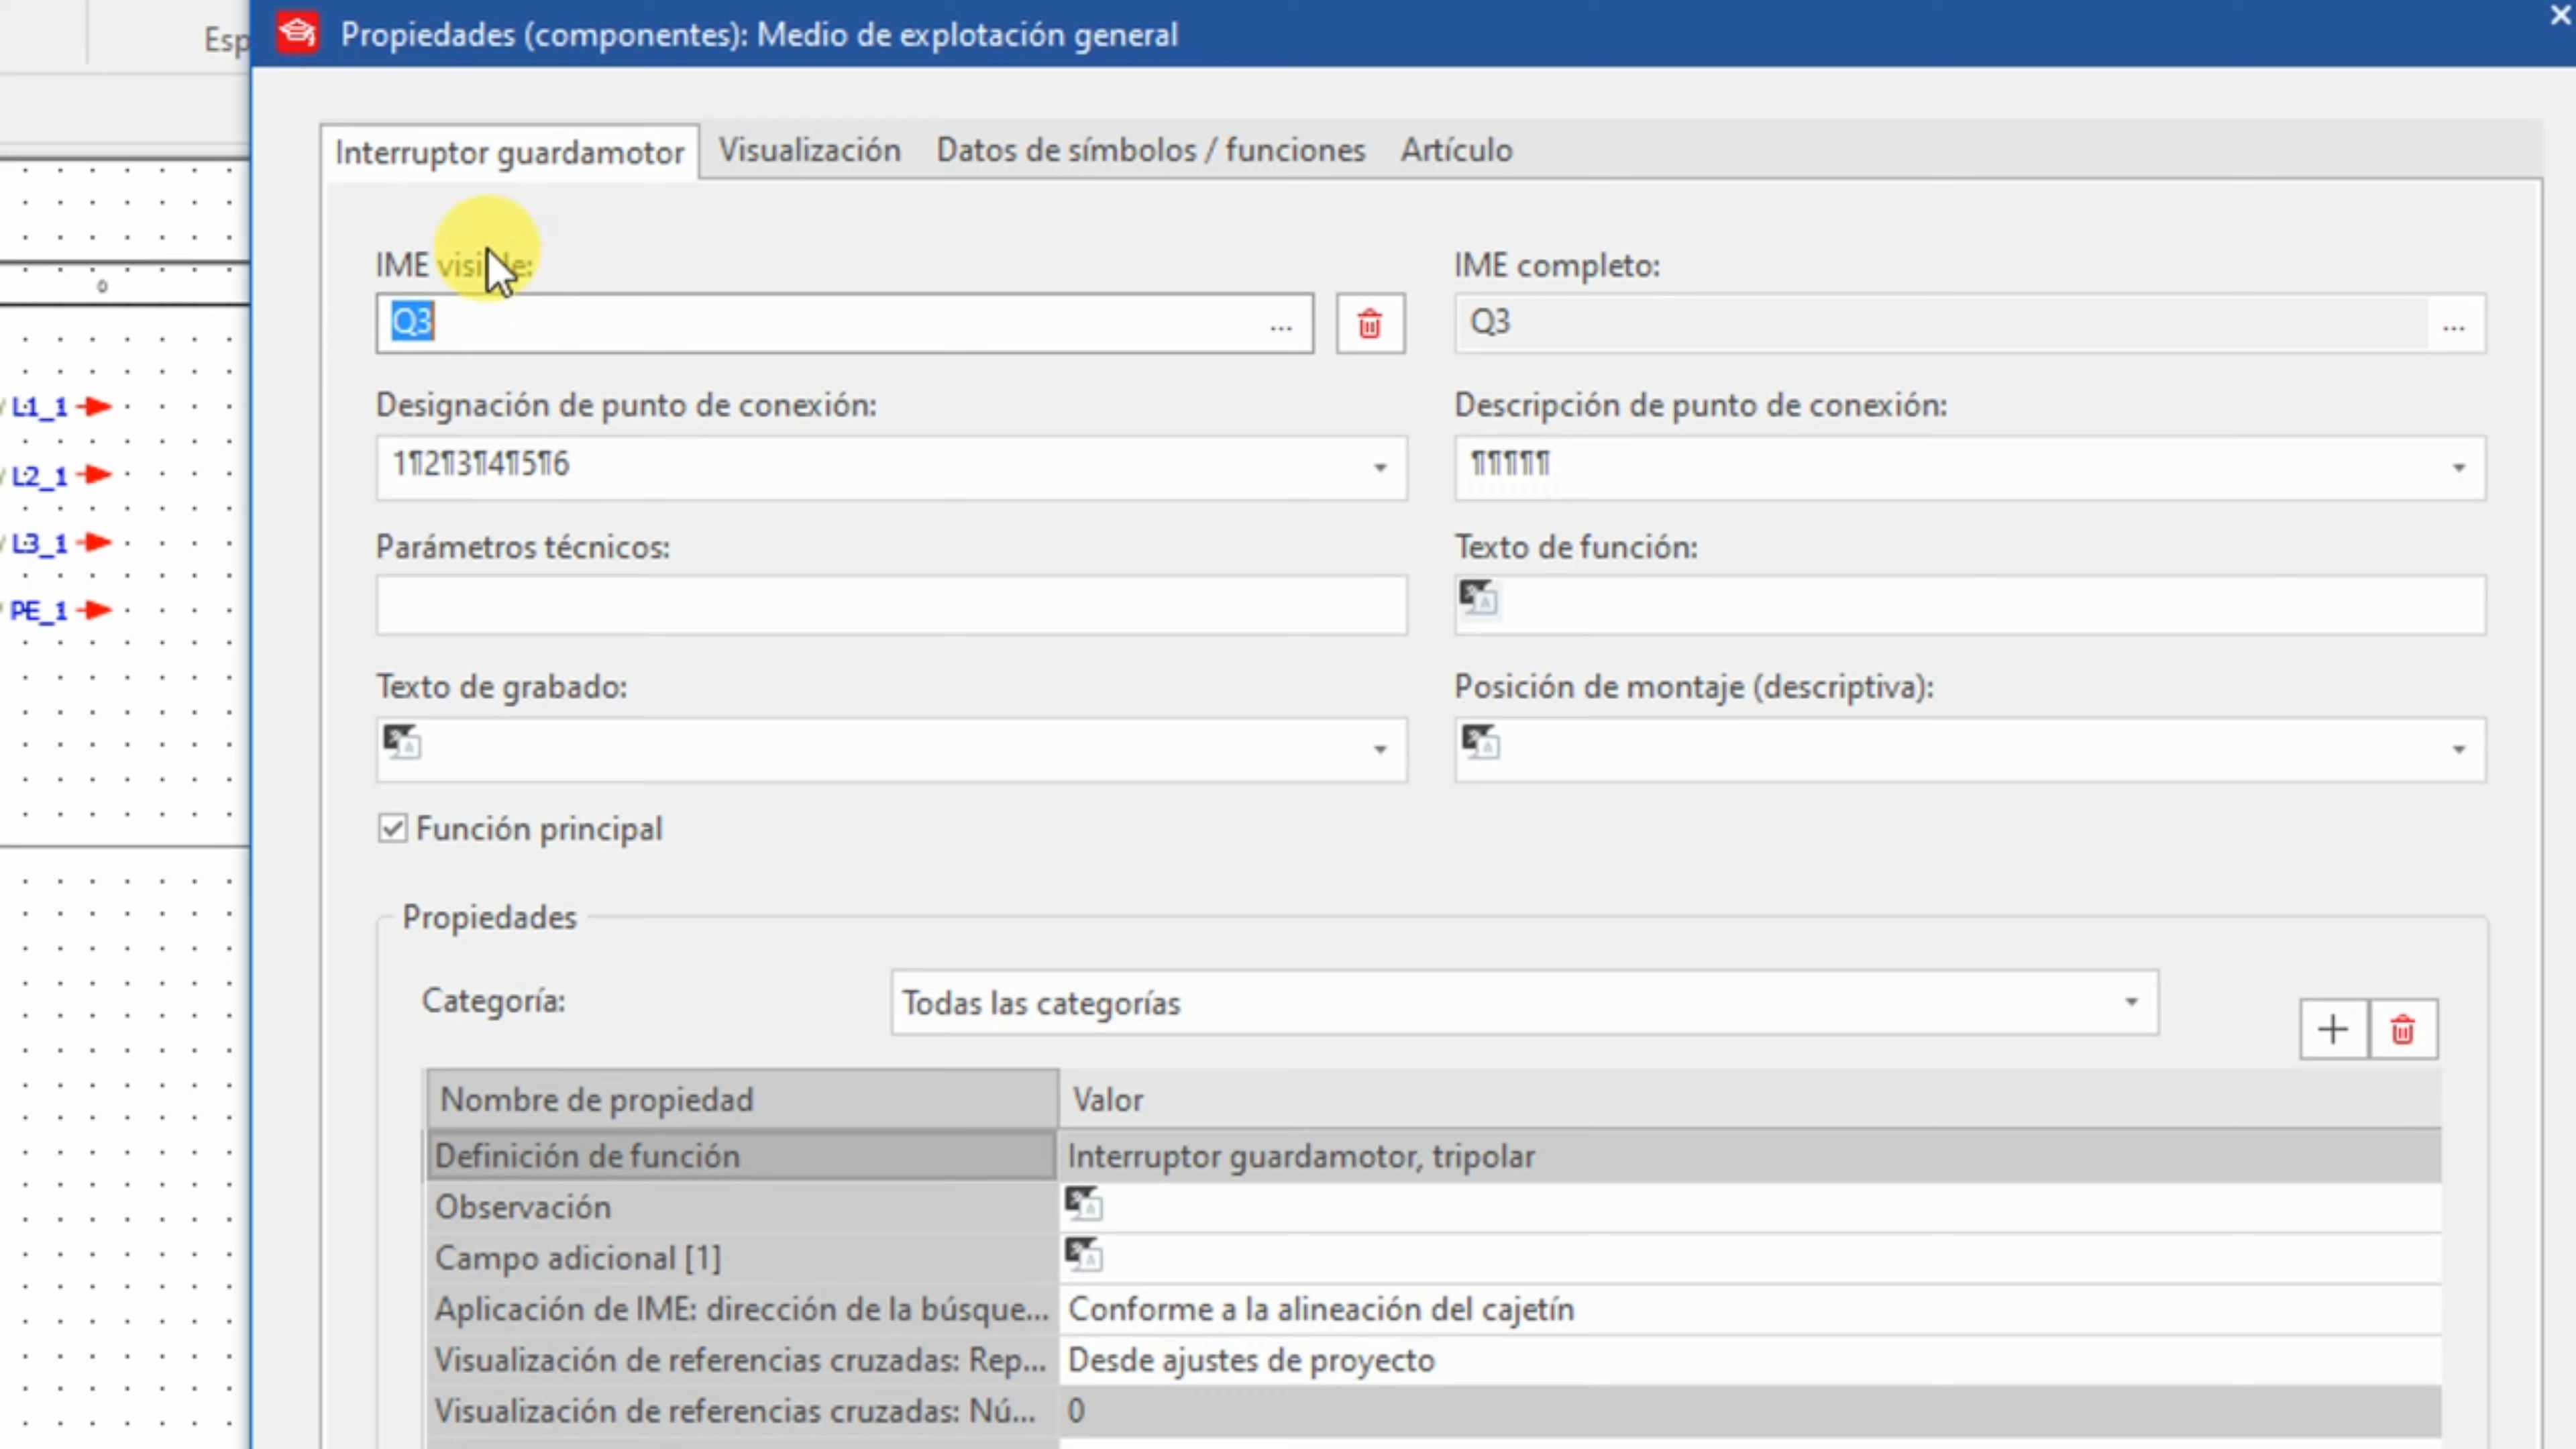 Esp
Propiedades (componentes): Medio de explotación general
Interruptor guardamotor Visualización Datos de símbolos / funciones Artículo
IME visible: IME completo:
Q3 ... Q3 ...
0
Designación de punto de conexión: Descripción de punto de conexión:
L1_1
1¶2¶3¶4¶5¶6 ¶¶¶¶¶
L2_1
Parámetros técnicos: Texto de función:
L3_1
PE_1
Texto de grabado: Posición de montaje (descriptiva):
Función principal
Propiedades
Categoría: Todas las categorías
Nombre de propiedad Valor
Definición de función Interruptor guardamotor, tripolar
Observación
Campo adicional [1]
Aplicación de IME: dirección de la búsque... Conforme a la alineación del cajetín
Visualización de referencias cruzadas: Rep... Desde ajustes de proyecto
Visualización de referencias cruzadas: Nú... 0